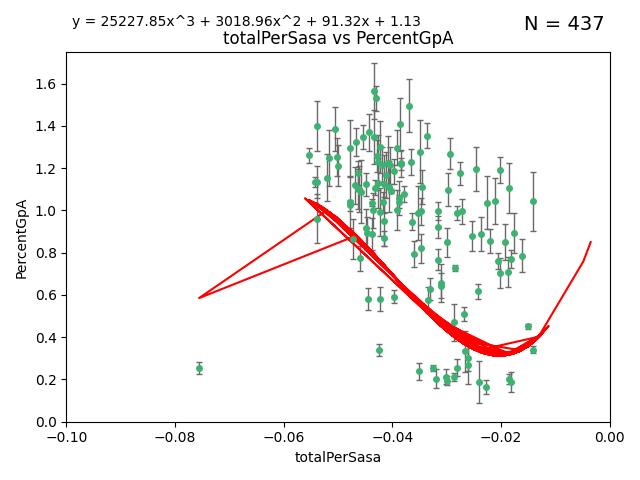 y = 25227.85x^3 + 3018.96x^2 + 91.32x + 1.13
N = 437
totalPerSasa vs PercentGpA
PercentGpA
1.6
1.4
1.2
1.0
0.8
0.6
0.4
0.2
0.0
−0.10 −0.08 −0.06 −0.04 −0.02 0.00
totalPerSasa